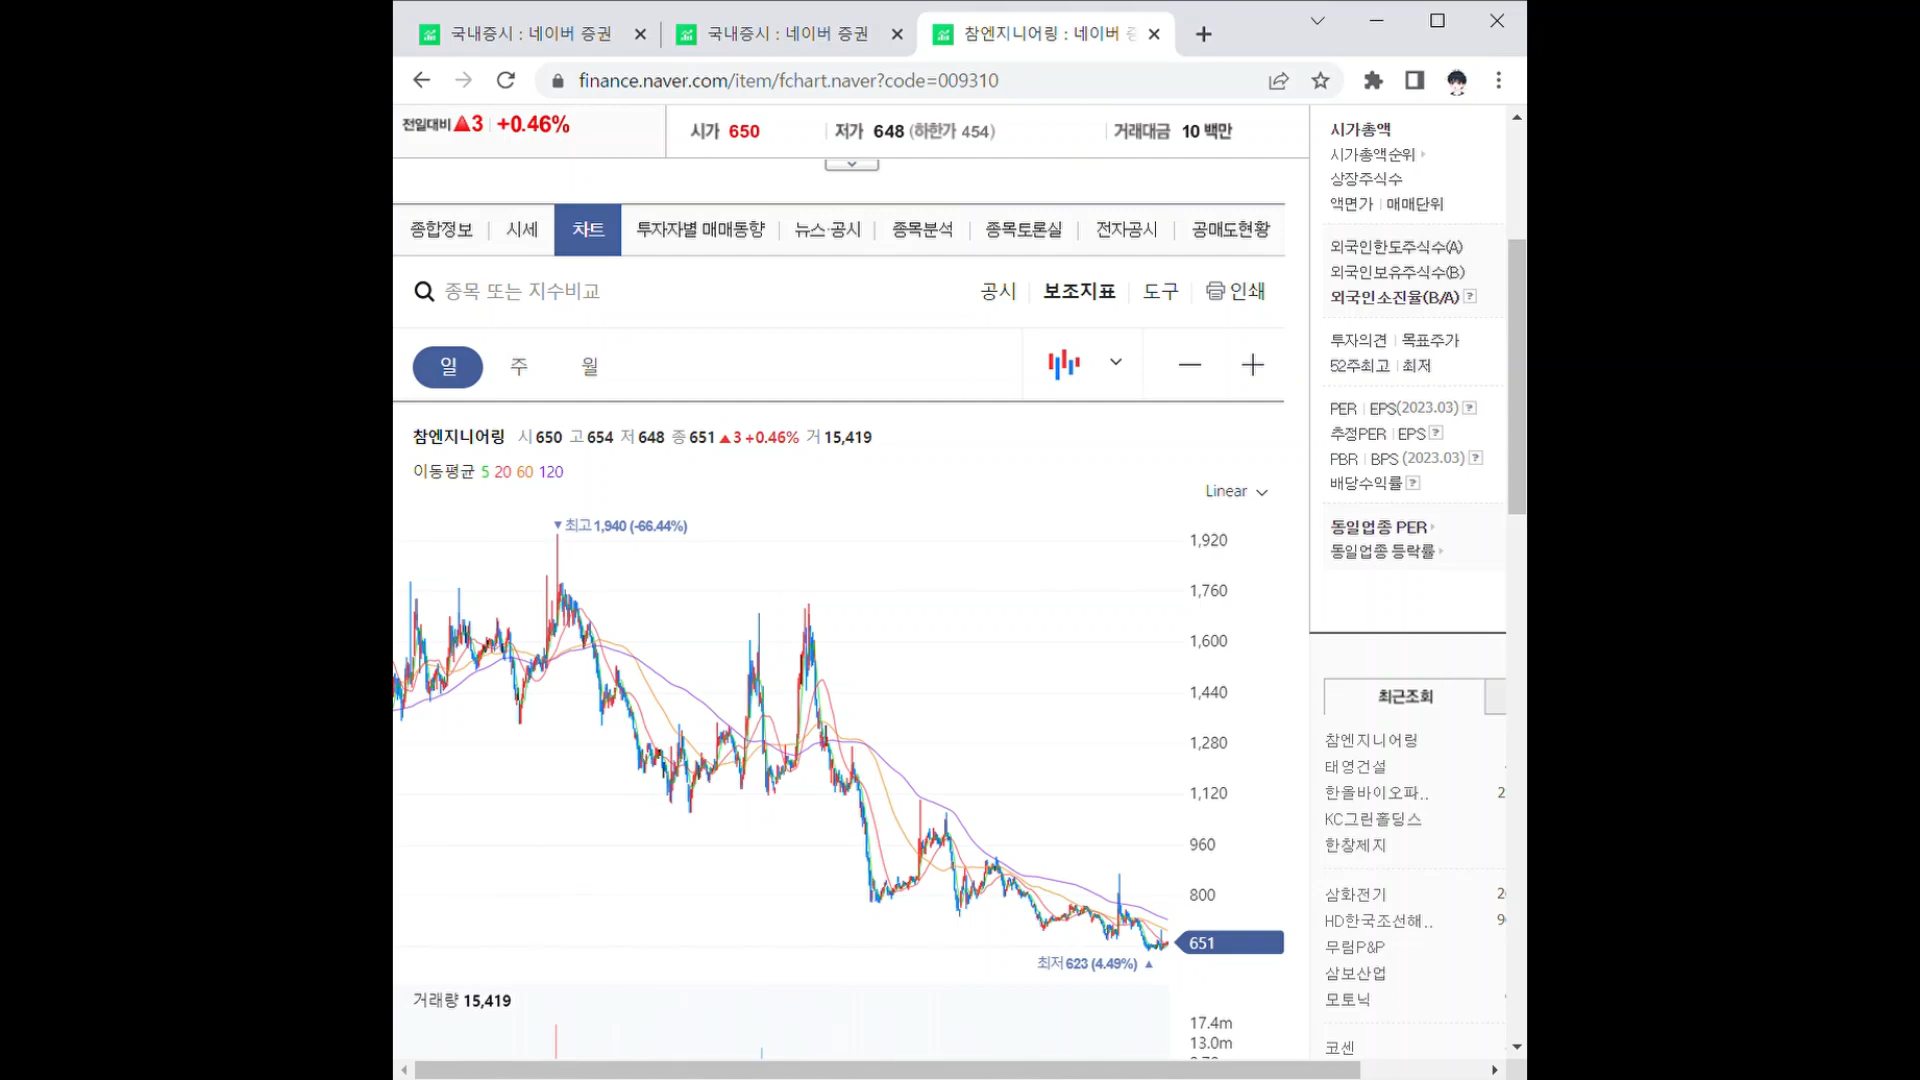 국내증시 : 네이버 증권
국내증시 : 네이버 증권
참엔지니어링 : 네이버 증
finance.naver.com/item/fchart.naver?code=009310
전일대비 ▲3 +0.46%
시가 650 저가 648 (하한가 454) 거래대금 10 백만
종합정보 시세 차트 투자자별 매매동향 뉴스·공시 종목분석 종목토론실 전자공시 공매도현황
종목 또는 지수비교
공시 보조지표 도구 인쇄
일 주 월
참엔지니어링 시 650 고 654 저 648 종 651 ▲3 +0.46% 거 15,419
이동평균 5 20 60 120
Linear
▼최고 1,940 (-66.44%)
1,920
1,760
1,600
1,440
1,280
1,120
960
800
651
최저 623 (4.49%) ▲
거래량 15,419
17.4m
13.0m
시가총액
시가총액순위
상장주식수
액면가 매매단위
외국인한도주식수(A)
외국인보유주식수(B)
외국인소진율(B/A) ?
투자의견 목표주가
52주최고 최저
PER EPS(2023.03) ?
추정PER EPS ?
PBR BPS (2023.03) ?
배당수익률 ?
동일업종 PER
동일업종 등락률
최근조회
참엔지니어링
태영건설
한올바이오파.. 2
KC그린홀딩스
한창제지
삼화전기 2
HD한국조선해.. 9
무림P&P
삼보산업
모토닉
코센